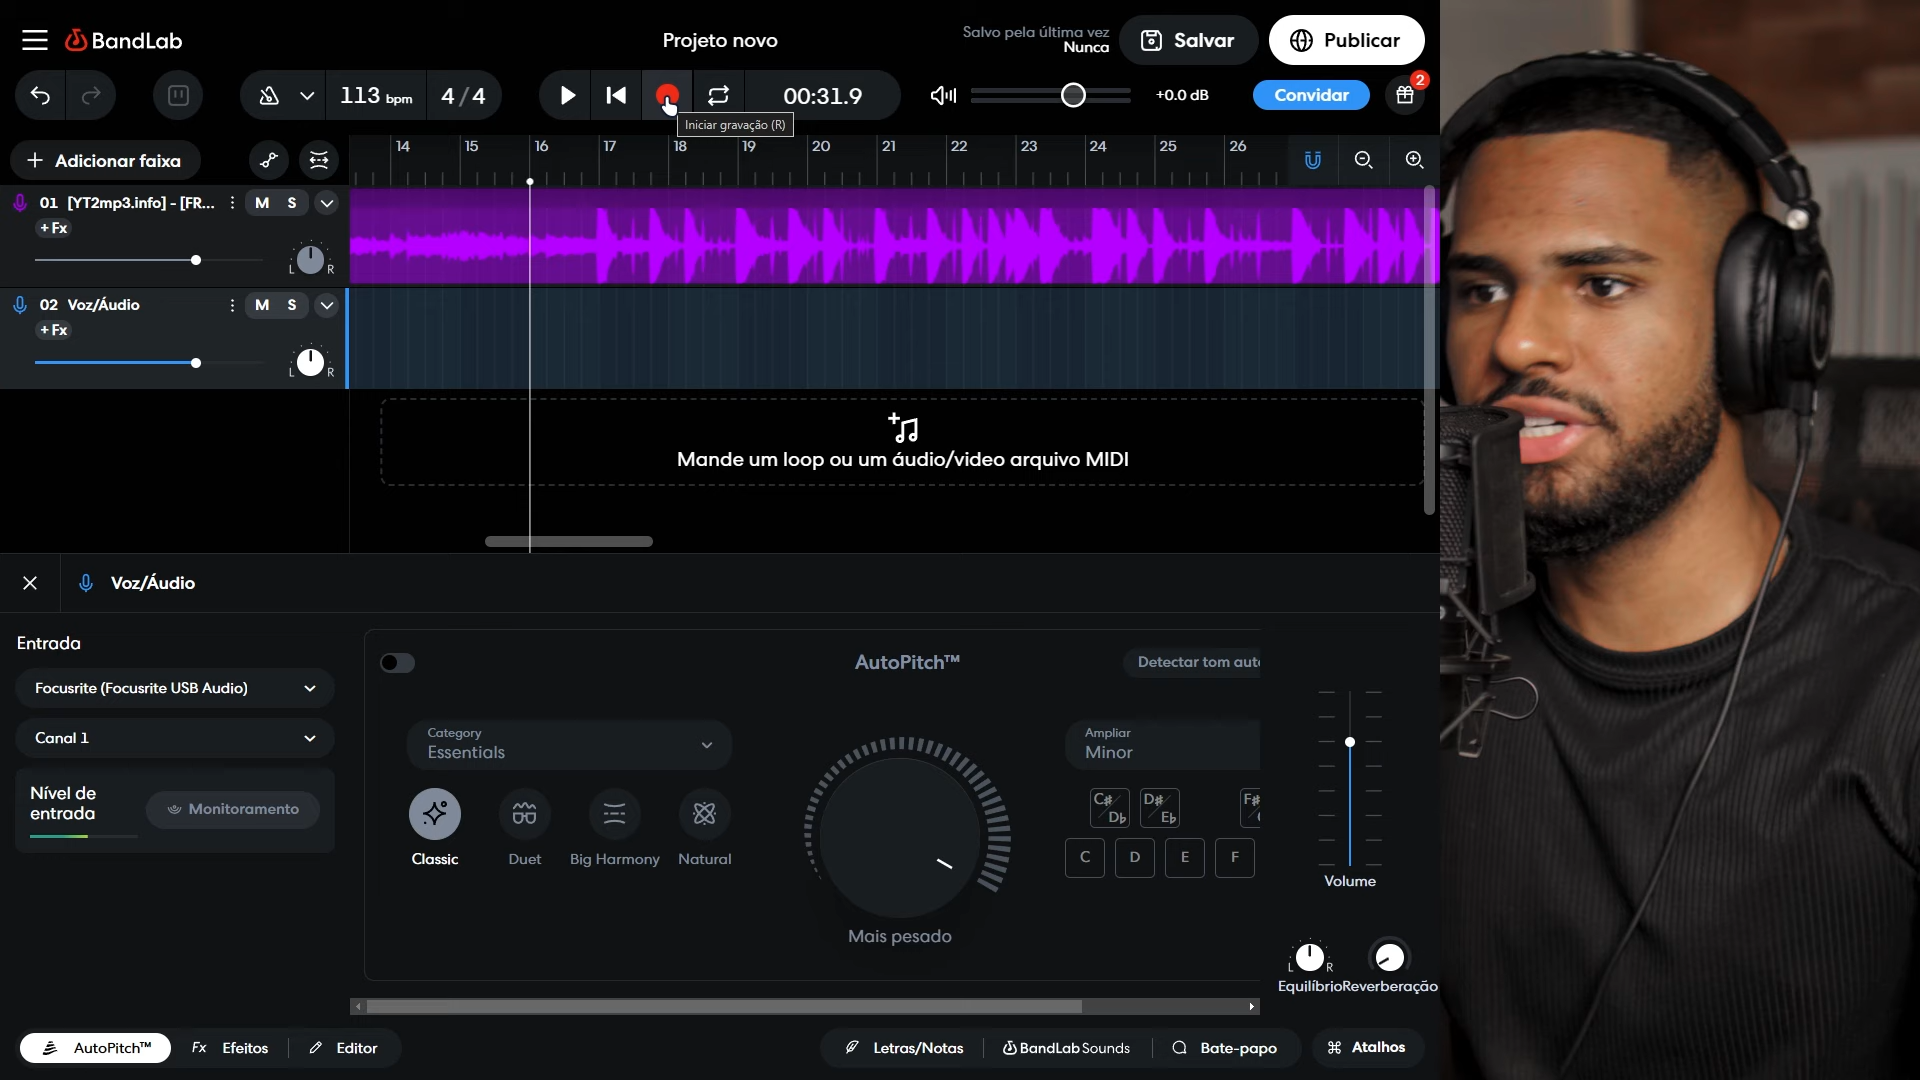 BandLab
Projeto novo
Salvo pela última vez
Nunca
Salvar
Publicar
113 bpm
4/4
00:31.9
+0.0 dB
Convidar
2
Iniciar gravação (R)
Adicionar faixa
14 15 16 17 18 19 20 21 22 23 24 25 26
01 [YT2mp3.info] - [FR...
M S
+Fx
L R
02 Voz/Áudio
M S
+Fx
L R
Mande um loop ou um áudio/video arquivo MIDI
Voz/Áudio
Entrada
Focusrite (Focusrite USB Audio)
Canal 1
Nível de
entrada
Monitoramento
AutoPitch™
Detectar tom auto
Category
Essentials
Classic
Duet
Big Harmony
Natural
Mais pesado
Ampliar
Minor
C# Db
D# Eb
F#
C D E F
Volume
L R
Equilíbrio
Reverberação
AutoPitch™
Fx Efeitos
Editor
Letras/Notas
BandLab Sounds
Bate-papo
Atalhos